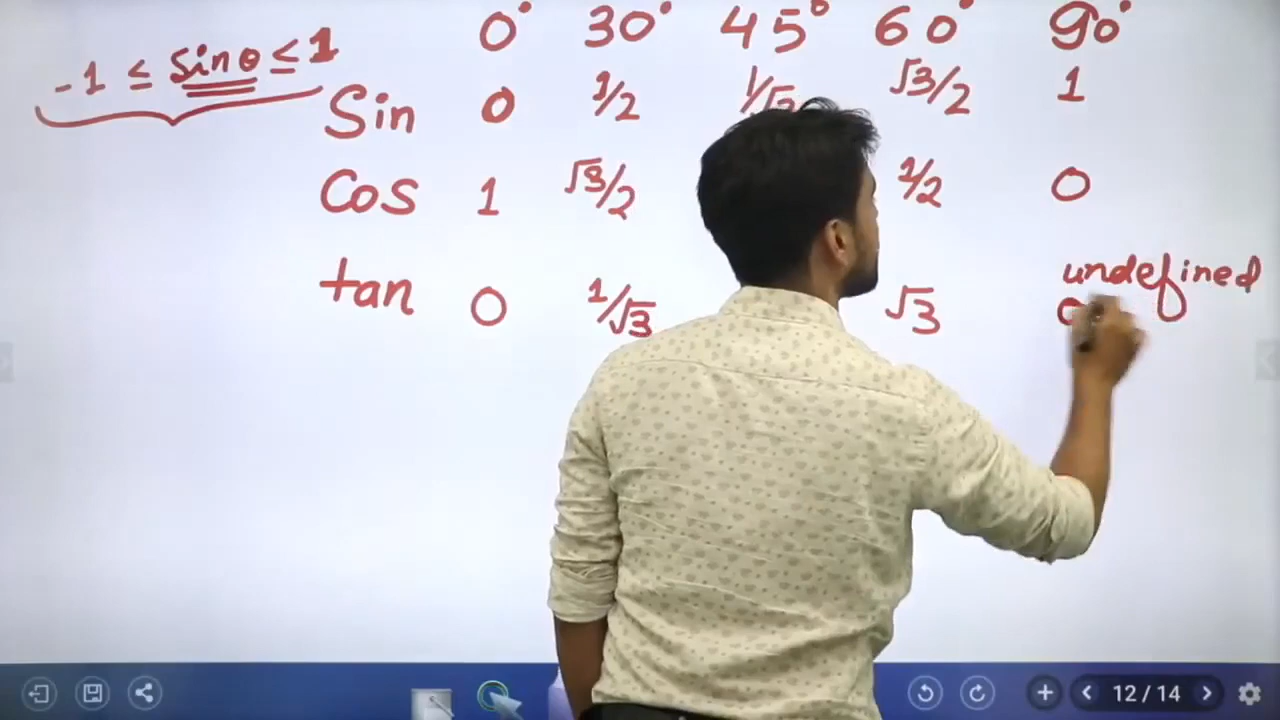 0° 30° 45° 60° 90°
-1 ≤ sinθ ≤ 1
Sin 0 1/2 1/√2 √3/2 1
Cos 1 √3/2 1/2 0
undefined
tan 0 1/√3 √3
12 / 14